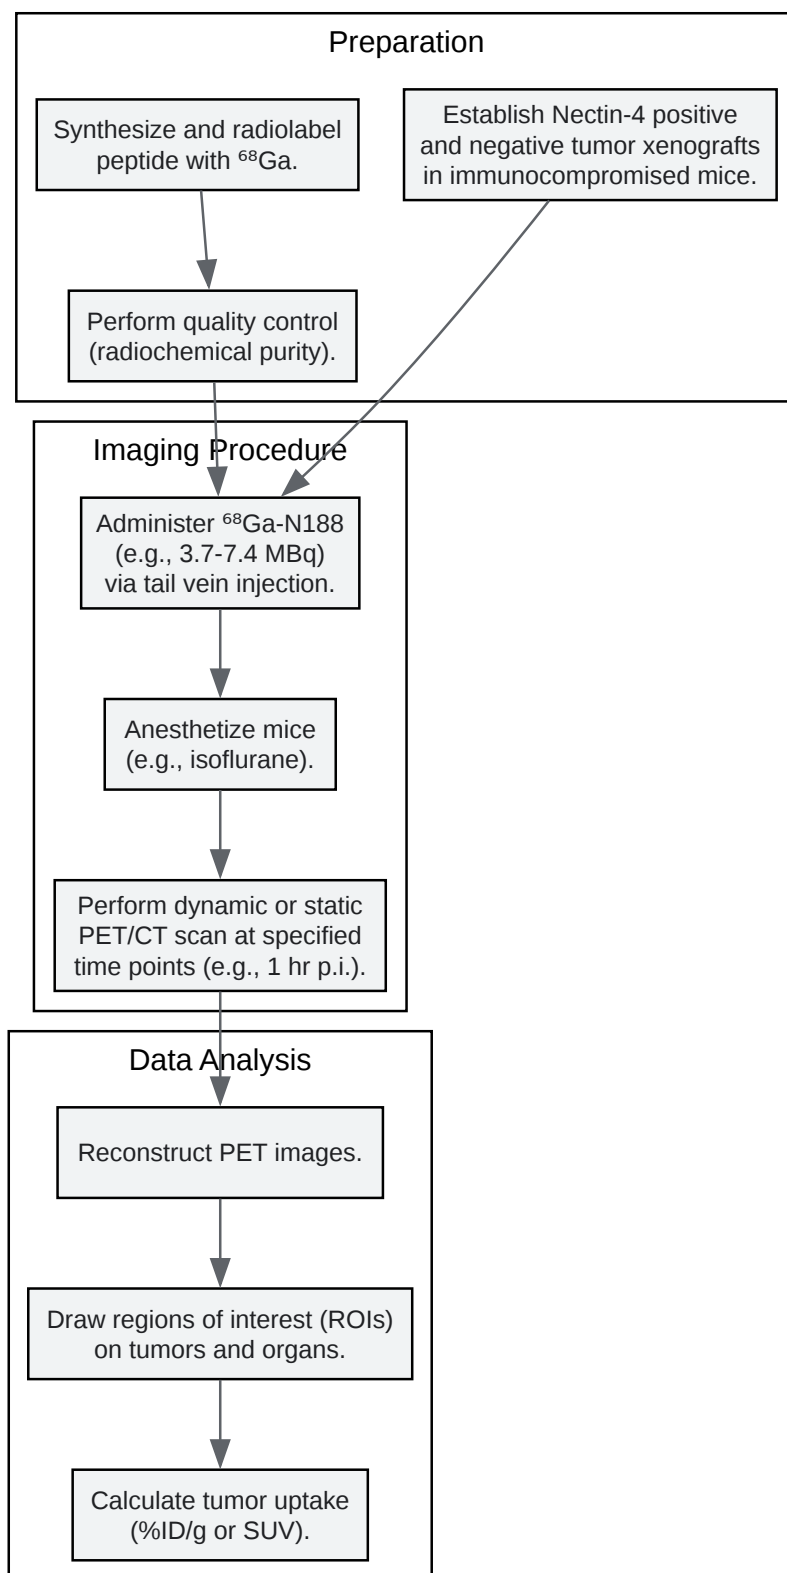 Preparation
Synthesize and radiolabel
peptide with ⁶⁸Ga.
Establish Nectin-4 positive
and negative tumor xenografts
in immunocompromised mice.
Perform quality control
(radiochemical purity).
Imaging Procedure
Administer ⁶⁸Ga-N188
(e.g., 3.7-7.4 MBq)
via tail vein injection.
Anesthetize mice
(e.g., isoflurane).
Perform dynamic or static
PET/CT scan at specified
time points (e.g., 1 hr p.i.).
Data Analysis
Reconstruct PET images.
Draw regions of interest (ROIs)
on tumors and organs.
Calculate tumor uptake
(%ID/g or SUV).